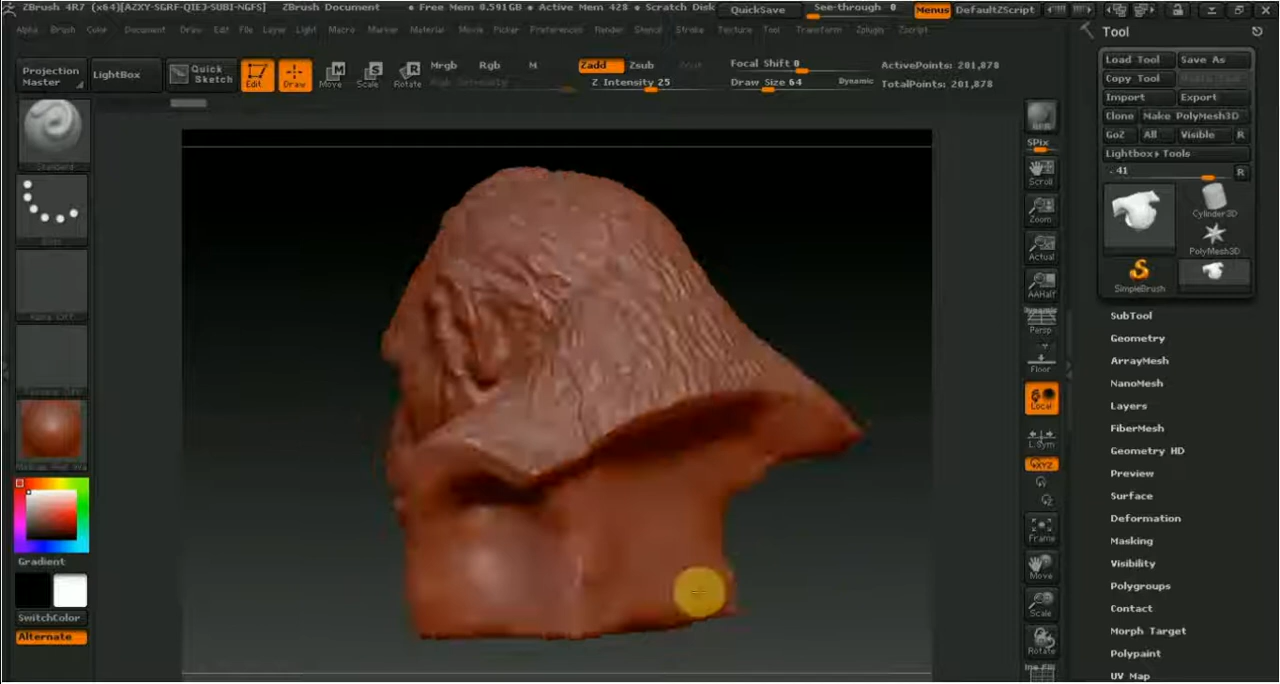 ZBrush 4R7 (x64)[AZXY-SGRF-QIEJ-SUBI-NGFS] ZBrush Document • Free Mem 0.591GB • Active Mem 428 • Scratch Disk QuickSave See-through 0 Menus DefaultZScript
Alpha Brush Color Document Draw Edit File Layer Light Macro Marker Material Movie Picker Preferences Render Stencil Stroke Texture Tool Transform Zplugin Zscript
Tool
Load Tool Save As
Copy Tool
Import Export
Clone Make PolyMesh3D
GoZ All Visible R
Lightbox▸Tools
.41 R
Cylinder3D
PolyMesh3D
SimpleBrush
SubTool
Geometry
ArrayMesh
NanoMesh
Layers
FiberMesh
Geometry HD
Preview
Surface
Deformation
Masking
Visibility
Polygroups
Contact
Morph Target
Polypaint
UV Map
Projection Master
LightBox
Quick Sketch
Edit
Draw
Move
Scale
Rotate
Mrgb Rgb M
Rgb Intensity
Zadd Zsub Zcut
Z Intensity 25
Focal Shift 0
Draw Size 64 Dynamic
ActivePoints: 201,878
TotalPoints: 201,878
Standard
Dots
Alpha Off
Gradient
SwitchColor
Alternate
BPR
SPix
Scroll
Zoom
Actual
AAHalf
Dynamic
Persp
Floor
Local
L.Sym
XYZ
Frame
Move
Scale
Rotate